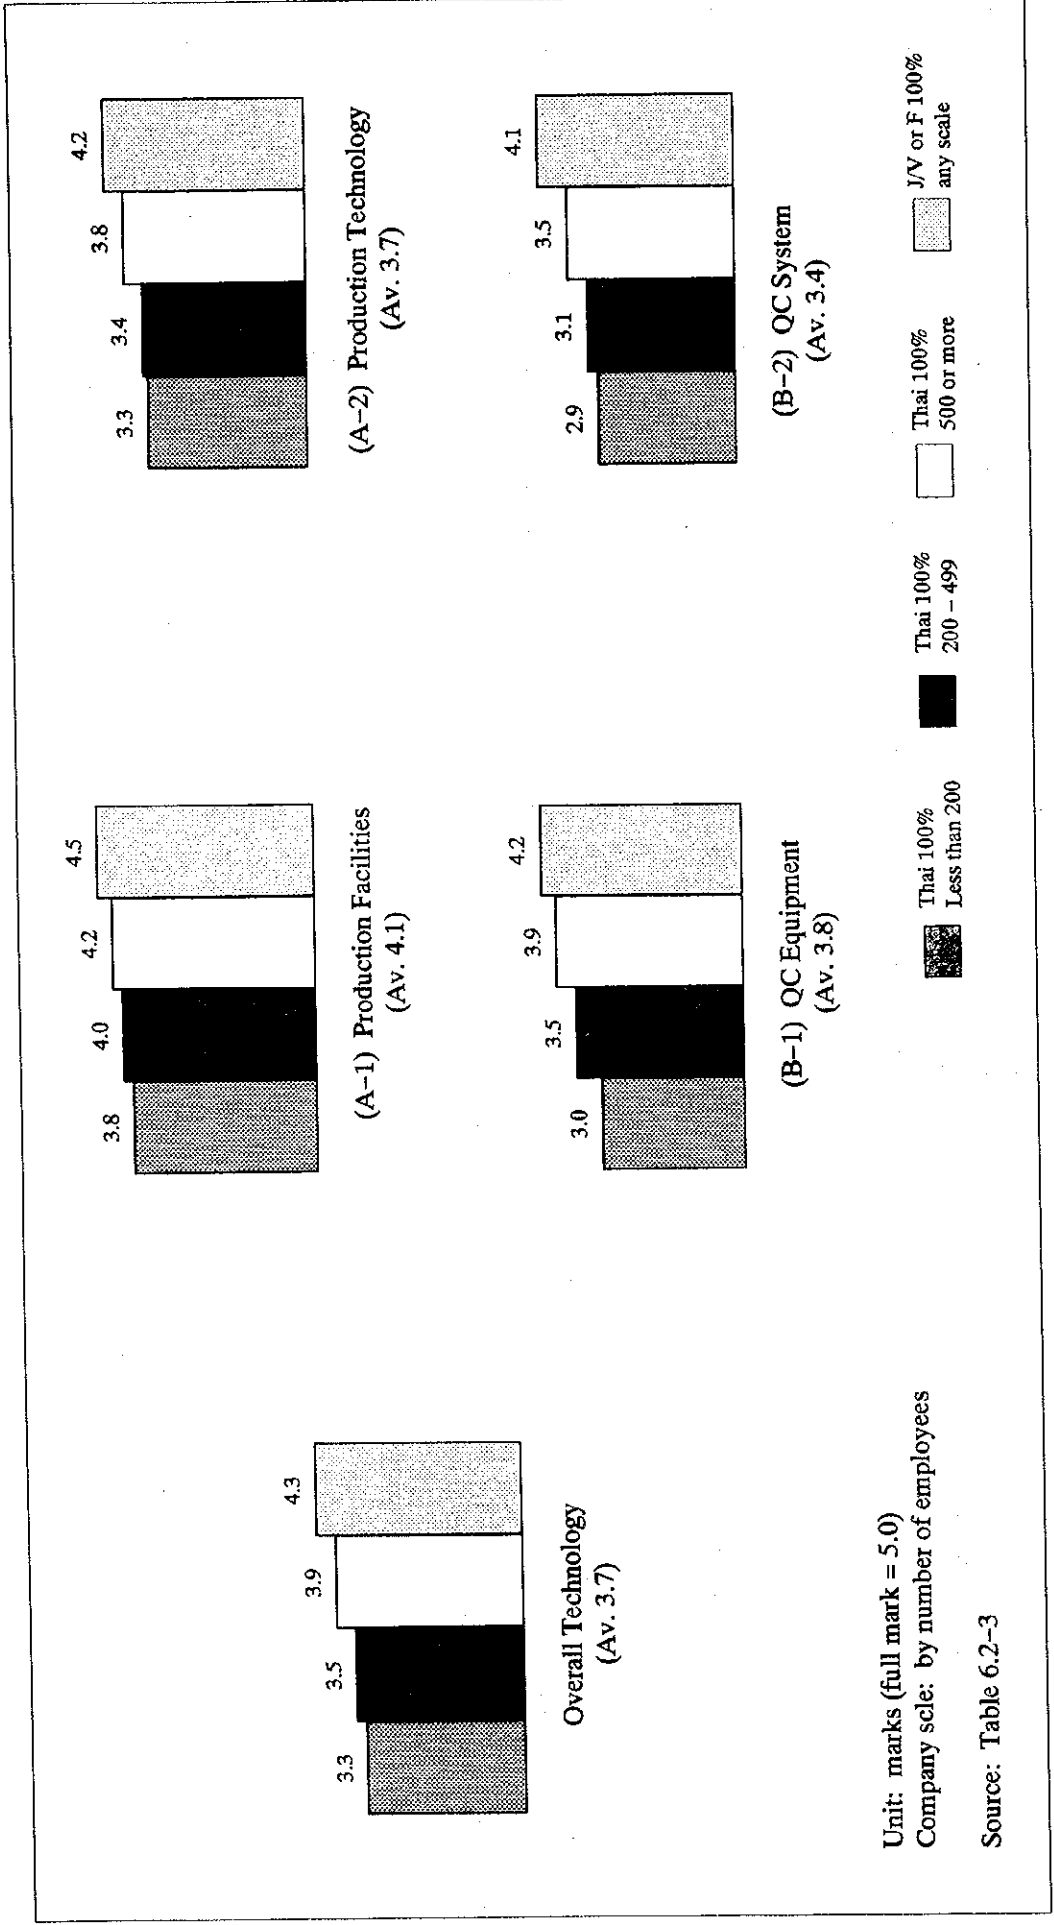 4.5
4.2
4.0
3.8
(A–1) Production Facilities
(Av. 4.1)
4.2
3.8
3.4
3.3
(A–2) Production Technology
(Av. 3.7)
4.3
3.9
3.5
3.3
Overall Technology
(Av. 3.7)
4.2
3.9
3.5
3.0
(B–1) QC Equipment
(Av. 3.8)
4.1
3.5
3.1
2.9
(B–2) QC System
(Av. 3.4)
Thai 100%
Less than 200
Thai 100%
200 – 499
Thai 100%
500 or more
J/V or F 100%
any scale
Unit: marks (full mark = 5.0)
Company scle: by number of employees
Source: Table 6.2–3